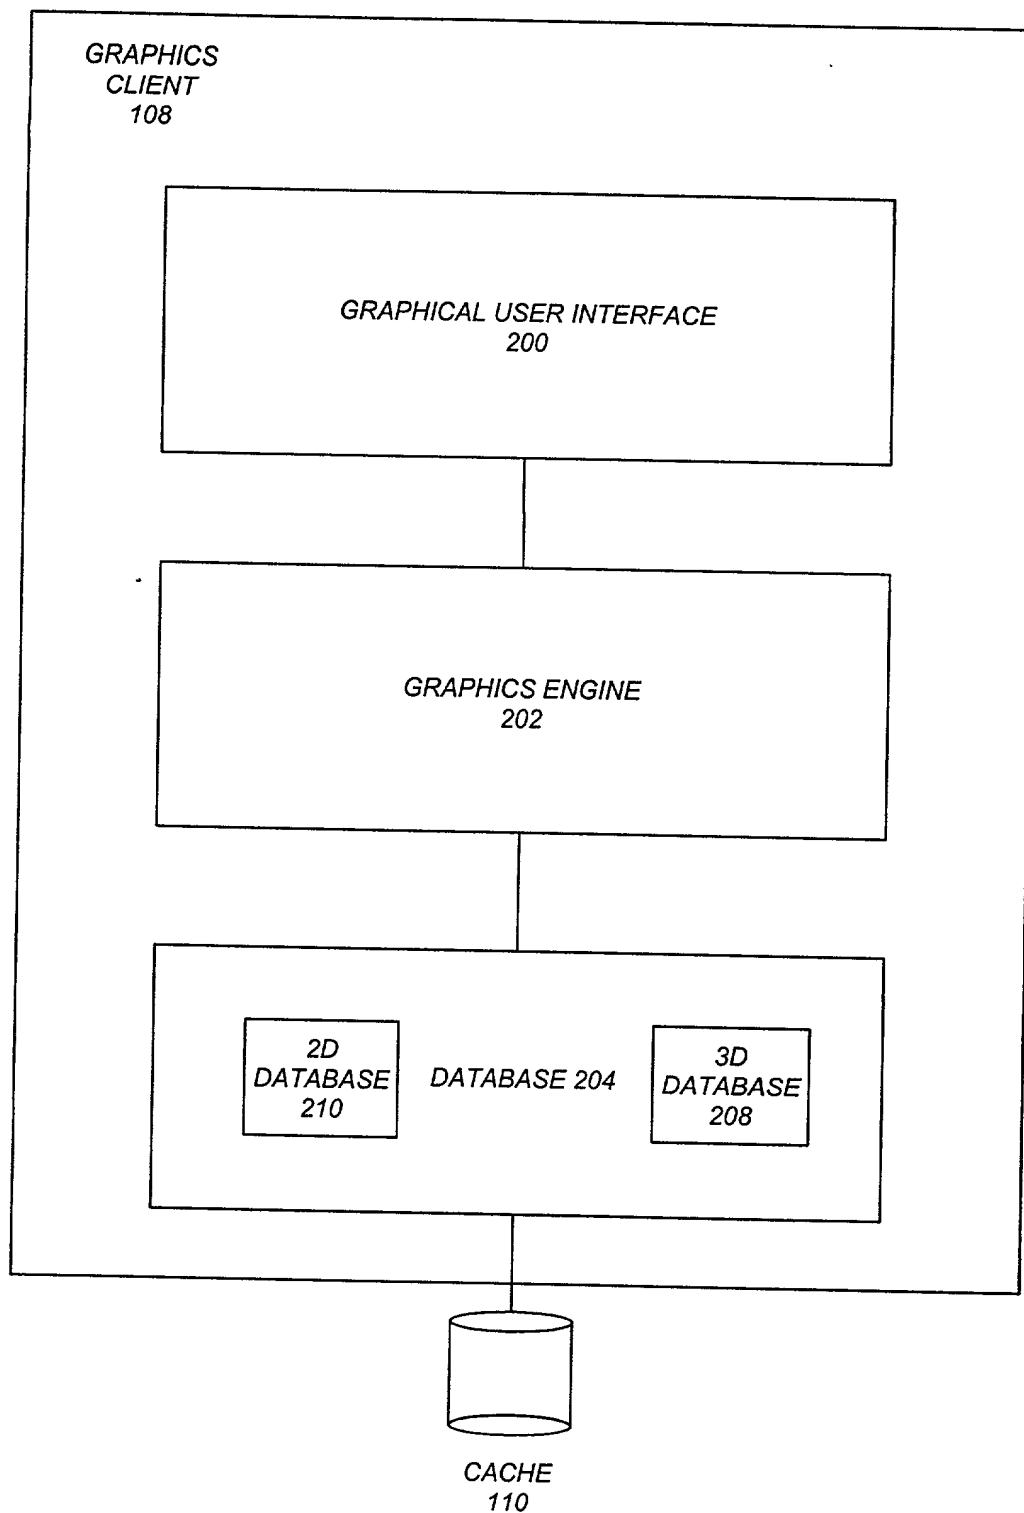 GRAPHICS
CLIENT
108
GRAPHICAL USER INTERFACE
200
GRAPHICS ENGINE
202
2D
DATABASE
210
DATABASE 204
3D
DATABASE
208
CACHE
110